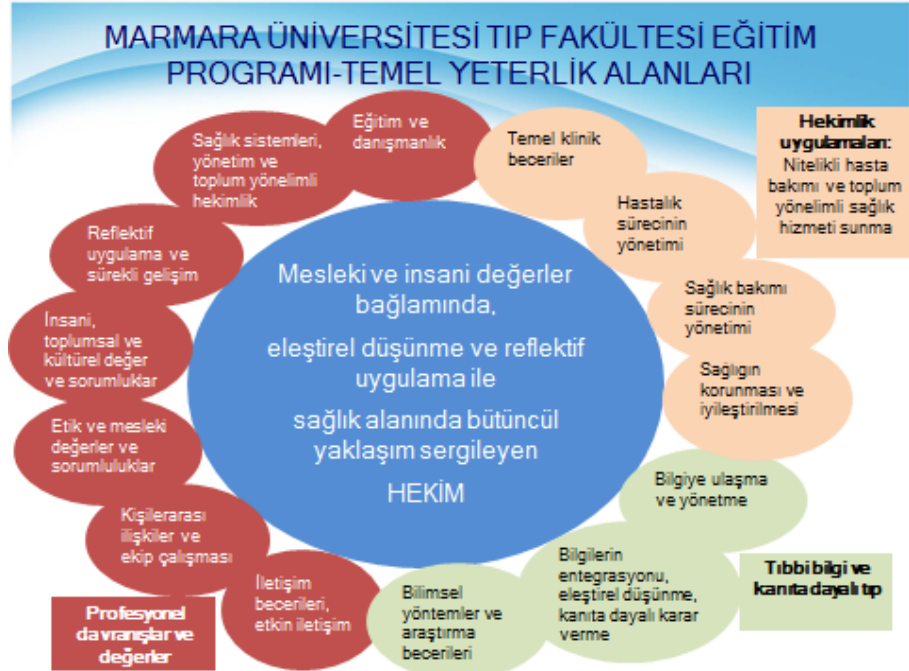 MARMARA ÜNİVERSİTESİ TIP FAKÜLTESİ EĞİTİM
PROGRAMI-TEMEL YETERLİK ALANLARI
Eğitim ve
danışmanlık
Temel klinik
beceriler
Hekimlik
uygulamaları:
Nitelikli hasta
bakımı ve toplum
yönelimli sağlık
hizmeti sunma
Sağlık sistemleri,
yönetim ve
toplum yönelimli
hekimlik
Hastalık
sürecinin
yönetimi
Reflektif
uygulama ve
sürekli gelişim
Sağlık bakımı
sürecinin
yönetimi
İnsani,
toplumsal ve
kültürel değer
ve sorumluklar
Sağlıgın
korunması ve
iyileştirilmesi
Mesleki ve insani değerler
bağlamında,
eleştirel düşünme ve reflektif
uygulama ile
sağlık alanında bütüncül
yaklaşım sergileyen
HEKİM
Etik ve mesleki
değerler ve
sorumluluklar
Bilgiye ulaşma
ve yönetme
Kişilerarası
ilişkiler ve
ekip çalışması
Bilgilerin
entegrasyonu,
eleştirel düşünme,
kanıta dayalı karar
verme
Tıbbi bilgi ve
kanıta dayalı tıp
İletişim
becerileri,
etkin iletişim
Bilimsel
yöntemler ve
araştırma
becerileri
Profesyonel
davranışlar ve
değerler